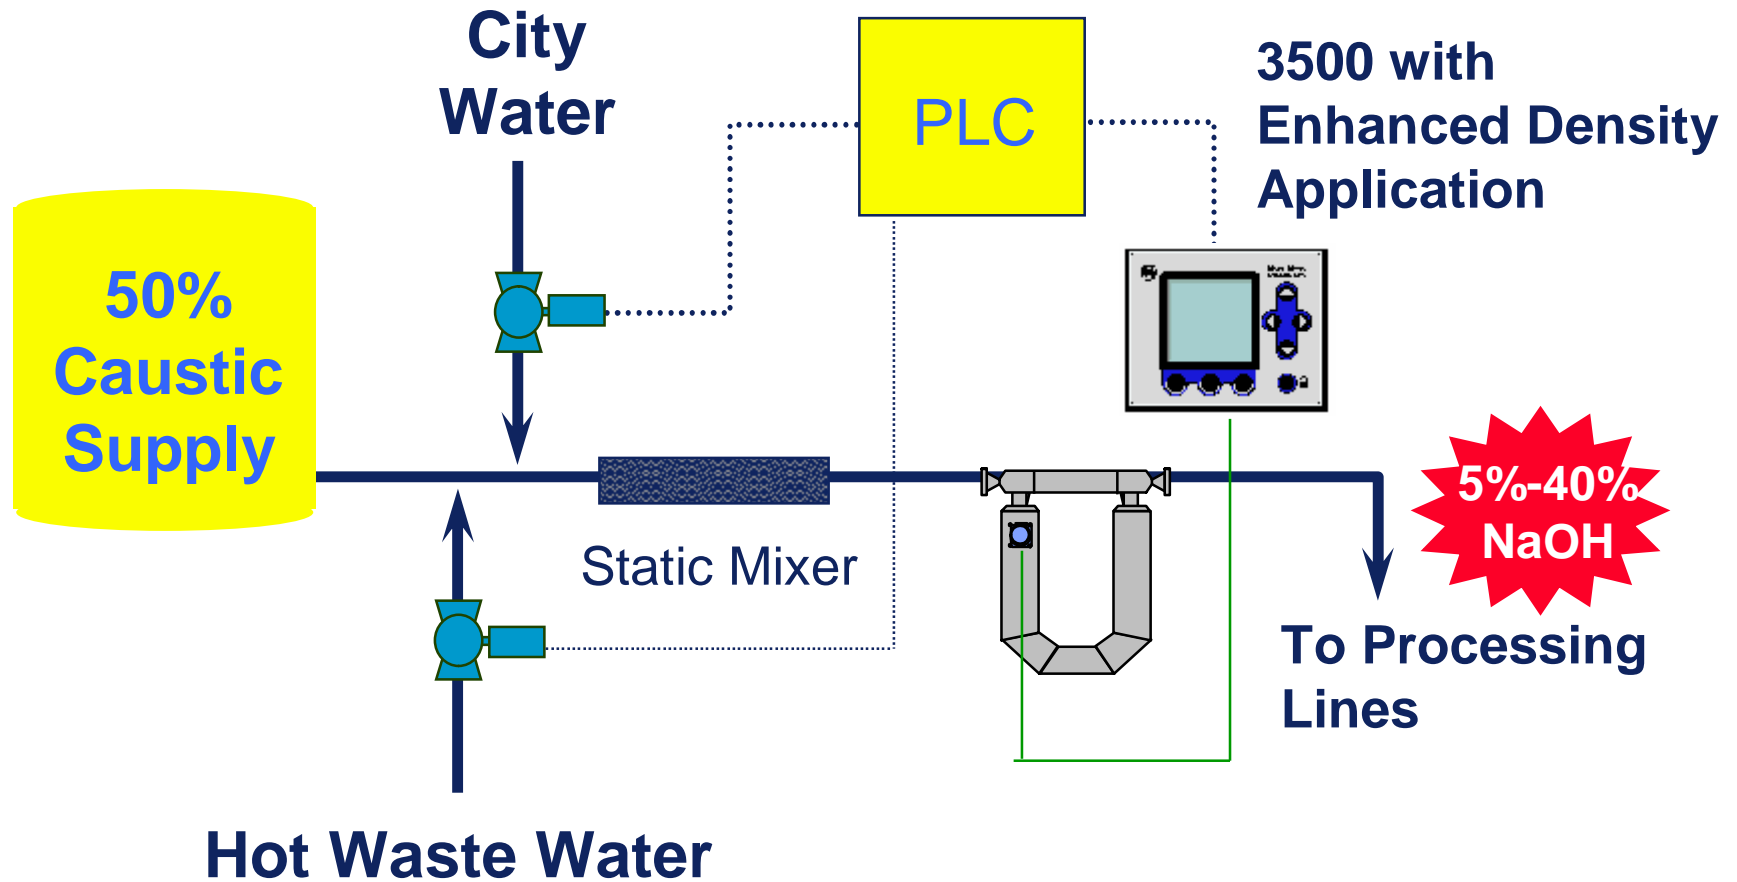 City
Water
PLC
3500 with
Enhanced Density
Application
50%
Caustic
Supply
5%-40%
NaOH
Static Mixer
To Processing
Lines
Hot Waste Water